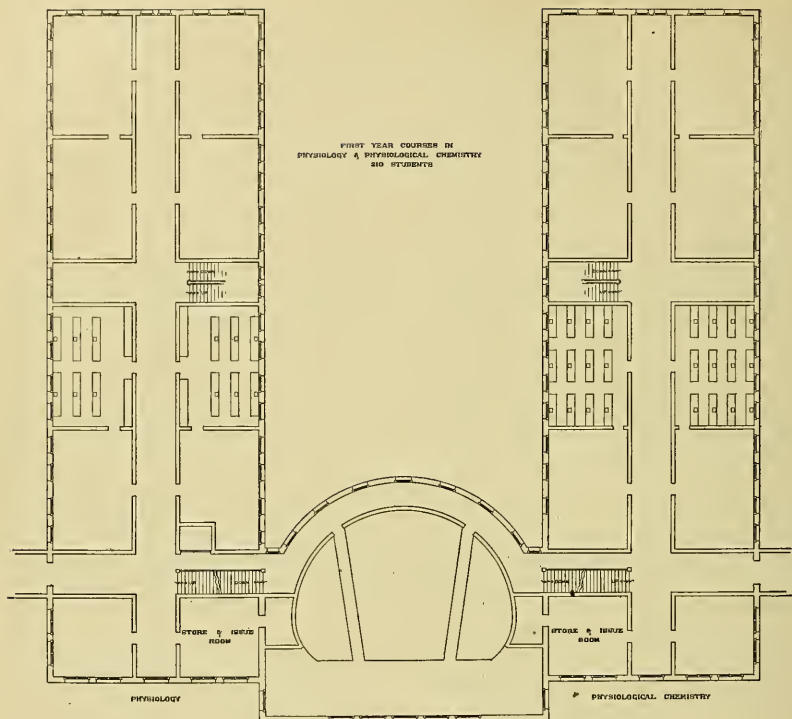 FIRST YEAR COURSES IN
PHYSIOLOGY & PHYSIOLOGICAL CHEMISTRY
210 STUDENTS
STORE & ISSUE
ROOM
STORE & ISSUE
ROOM
PHYSIOLOGY
PHYSIOLOGICAL CHEMISTRY